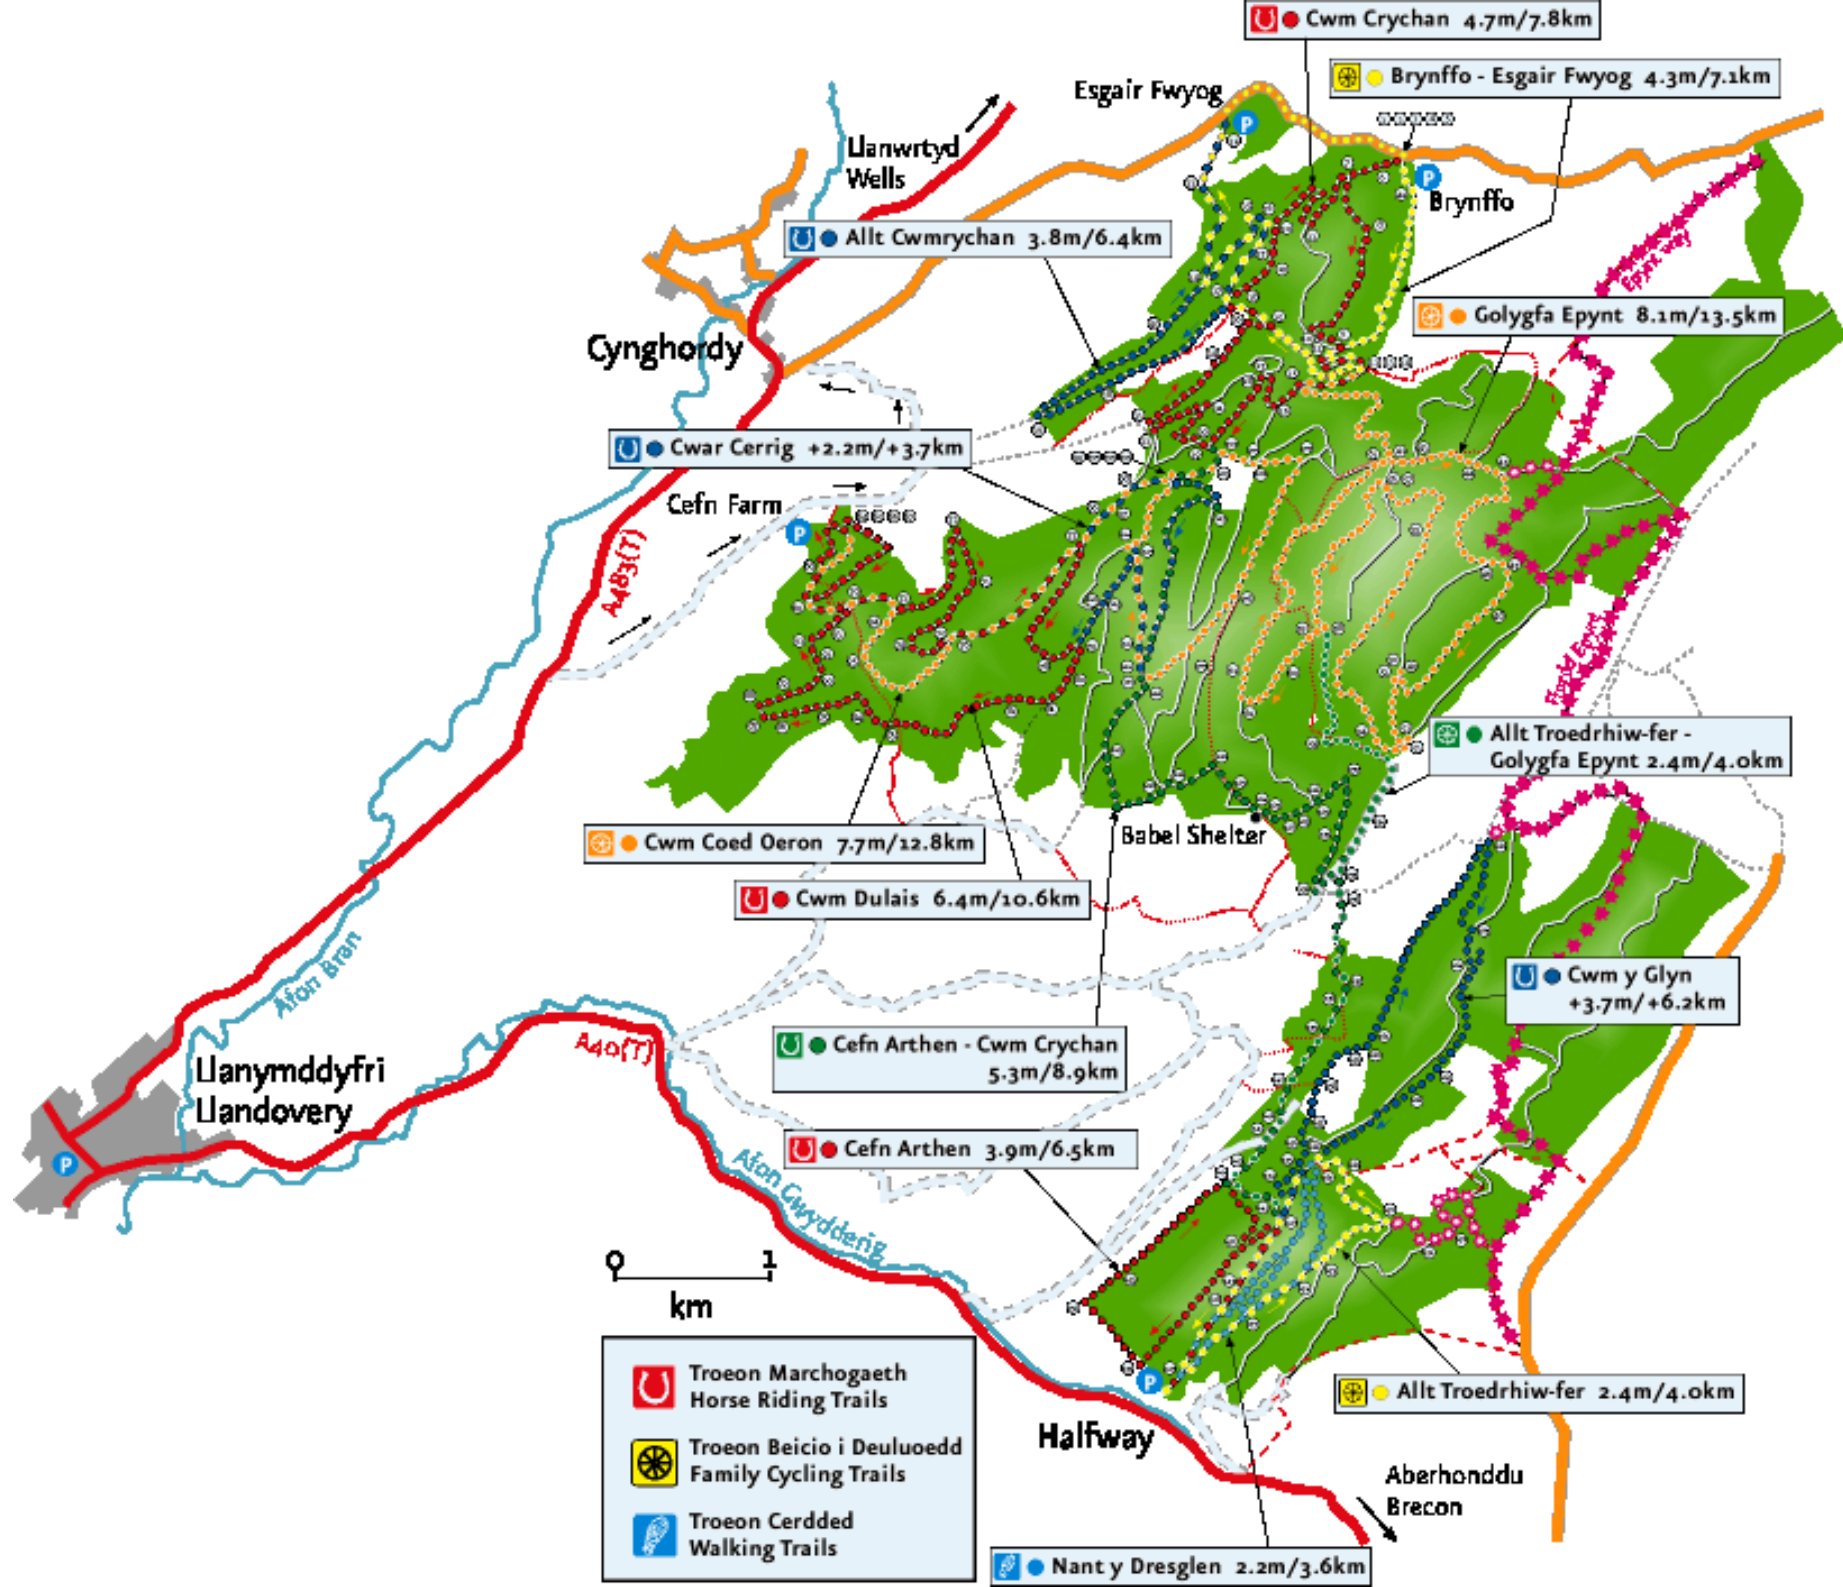 Cwm Crychan 4.7m/7.8km
Brynffo - Esgair Fwyog 4.3m/7.1km
Esgair Fwyog
P
Llanwrtyd
Wells
P
Brynffo
Allt Cwmrychan 3.8m/6.4km
Epynt Way
Golygfa Epynt 8.1m/13.5km
Cynghordy
Cwar Cerrig +2.2m/+3.7km
Cefn Farm
P
A483(T)
Epynt Way
Allt Troedrhiw-fer -
Golygfa Epynt 2.4m/4.0km
Babel Shelter
Cwm Coed Oeron 7.7m/12.8km
Cwm Dulais 6.4m/10.6km
Afon Bran
Cwm y Glyn
+3.7m/+6.2km
A40(T)
Cefn Arthen - Cwm Crychan
5.3m/8.9km
Llanymddyfri
Llandovery
P
Cefn Arthen 3.9m/6.5km
Afon Gwydderig
0 1
km
P
Allt Troedrhiw-fer 2.4m/4.0km
Halfway
Troeon Marchogaeth
Horse Riding Trails
Troeon Beicio i Deuluoedd
Family Cycling Trails
Troeon Cerdded
Walking Trails
Aberhonddu
Brecon
Nant y Dresglen 2.2m/3.6km